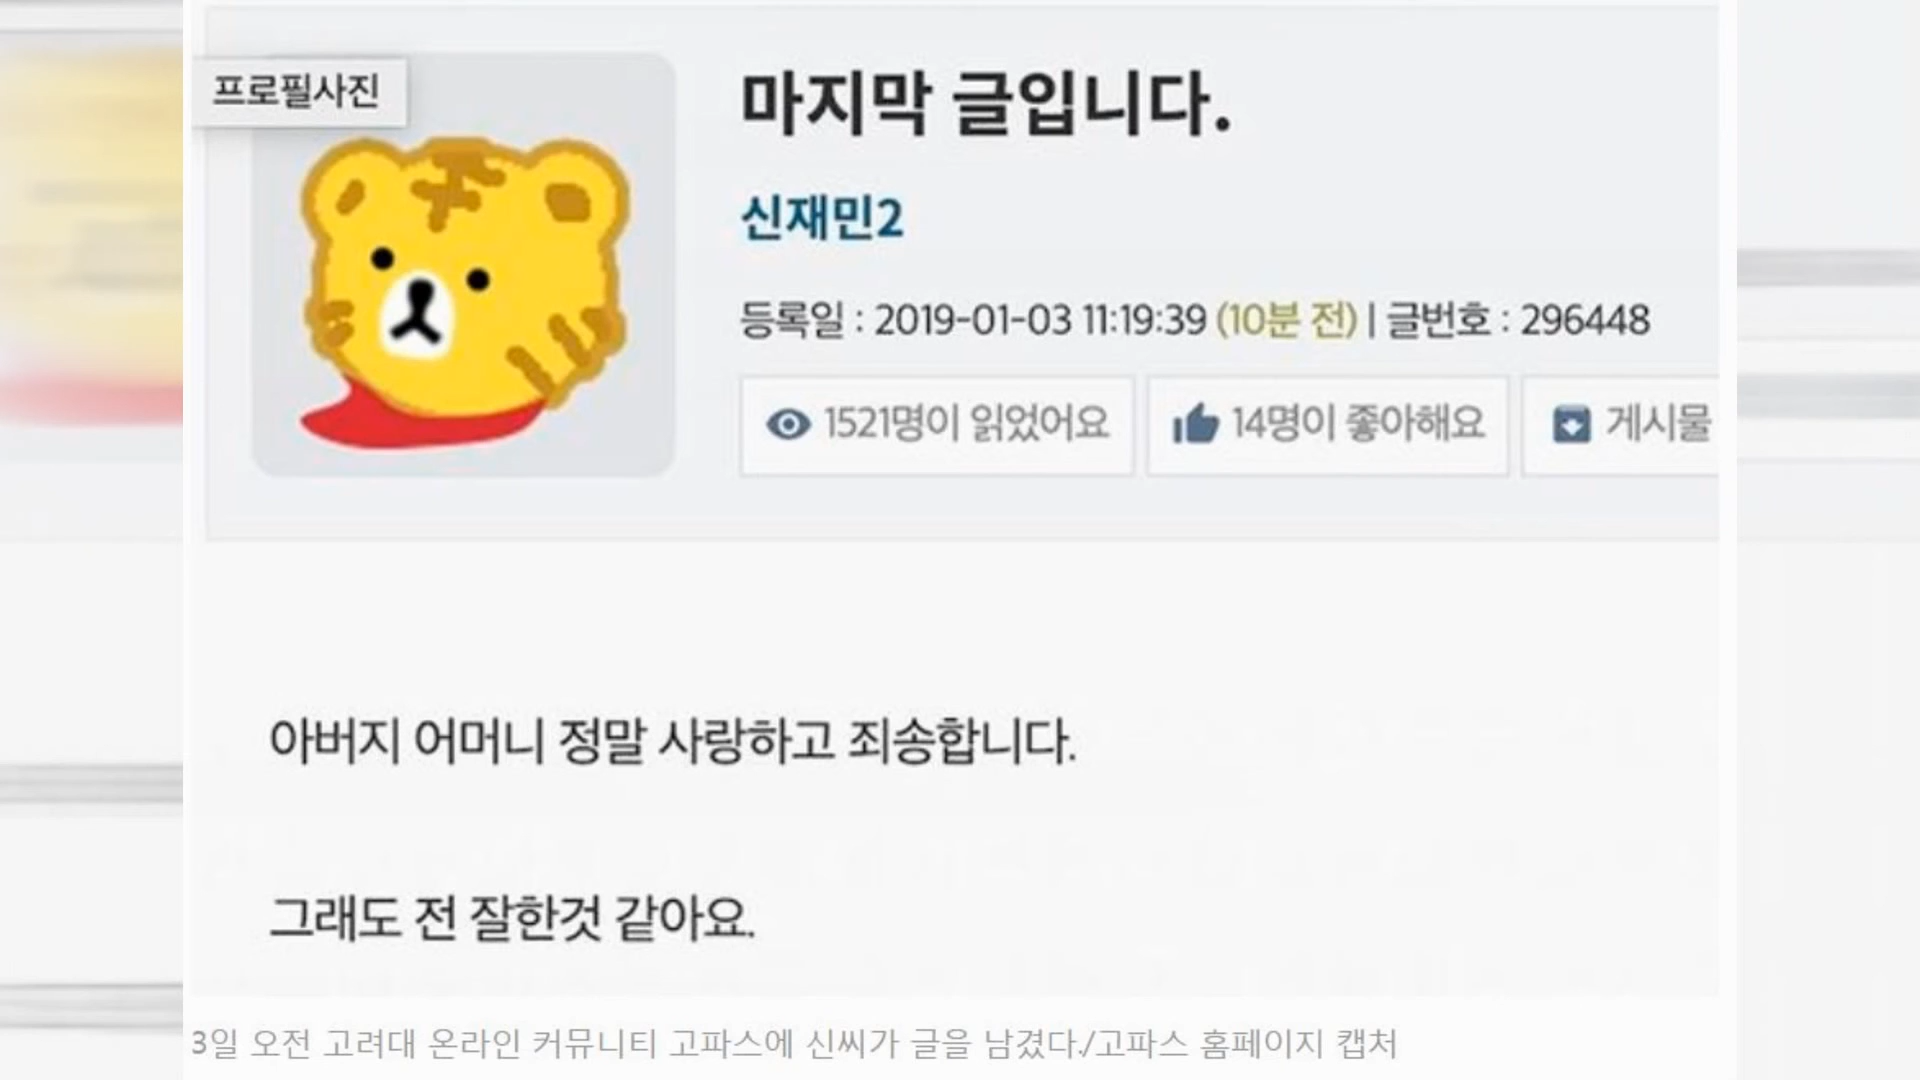 프로필사진
마지막 글입니다.
신재민2
등록일 : 2019-01-03 11:19:39 (10분 전) | 글번호 : 296448
1521명이 읽었어요 14명이 좋아해요 게시물
아버지 어머니 정말 사랑하고 죄송합니다.
그래도 전 잘한것 같아요.
3일 오전 고려대 온라인 커뮤니티 고파스에 신씨가 글을 남겼다./고파스 홈페이지 캡처